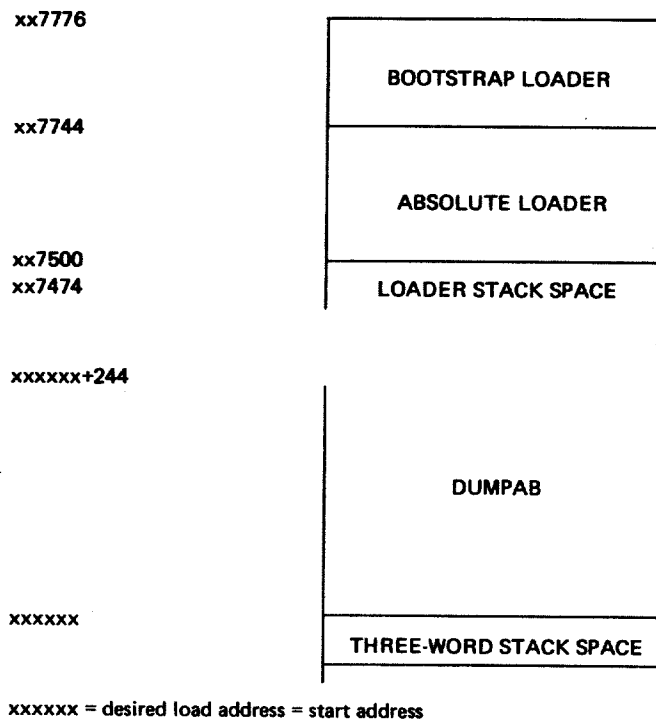 xx7776
BOOTSTRAP LOADER
xx7744
ABSOLUTE LOADER
xx7500
xx7474 LOADER STACK SPACE
xxxxxx+244
DUMPAB
xxxxxx
THREE-WORD STACK SPACE
xxxxxx = desired load address = start address